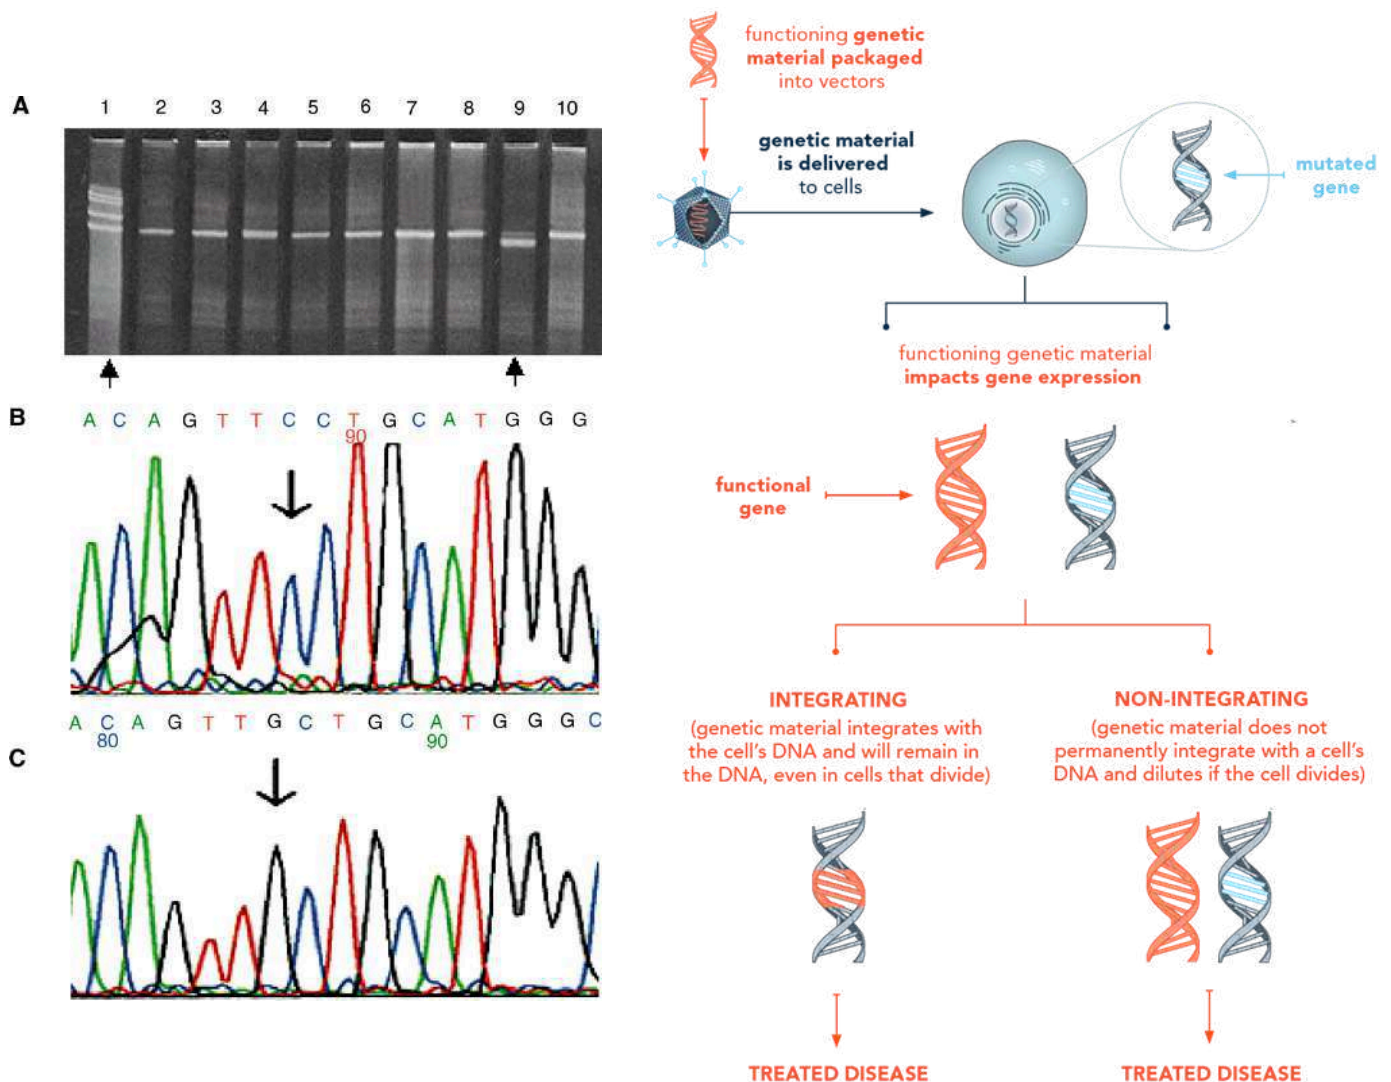 A
1 2 3 4 5 6 7 8 9 10
B
A C A G T T C C T G C A T G G G
90
A C A G T T G C T G C A T G G G C
80 90
C
functioning genetic
material packaged
into vectors
genetic material
is delivered
to cells
mutated
gene
functioning genetic material
impacts gene expression
functional
gene
INTEGRATING
(genetic material integrates with
the cell's DNA and will remain in
the DNA, even in cells that divide)
NON-INTEGRATING
(genetic material does not
permanently integrate with a cell's
DNA and dilutes if the cell divides)
TREATED DISEASE
TREATED DISEASE